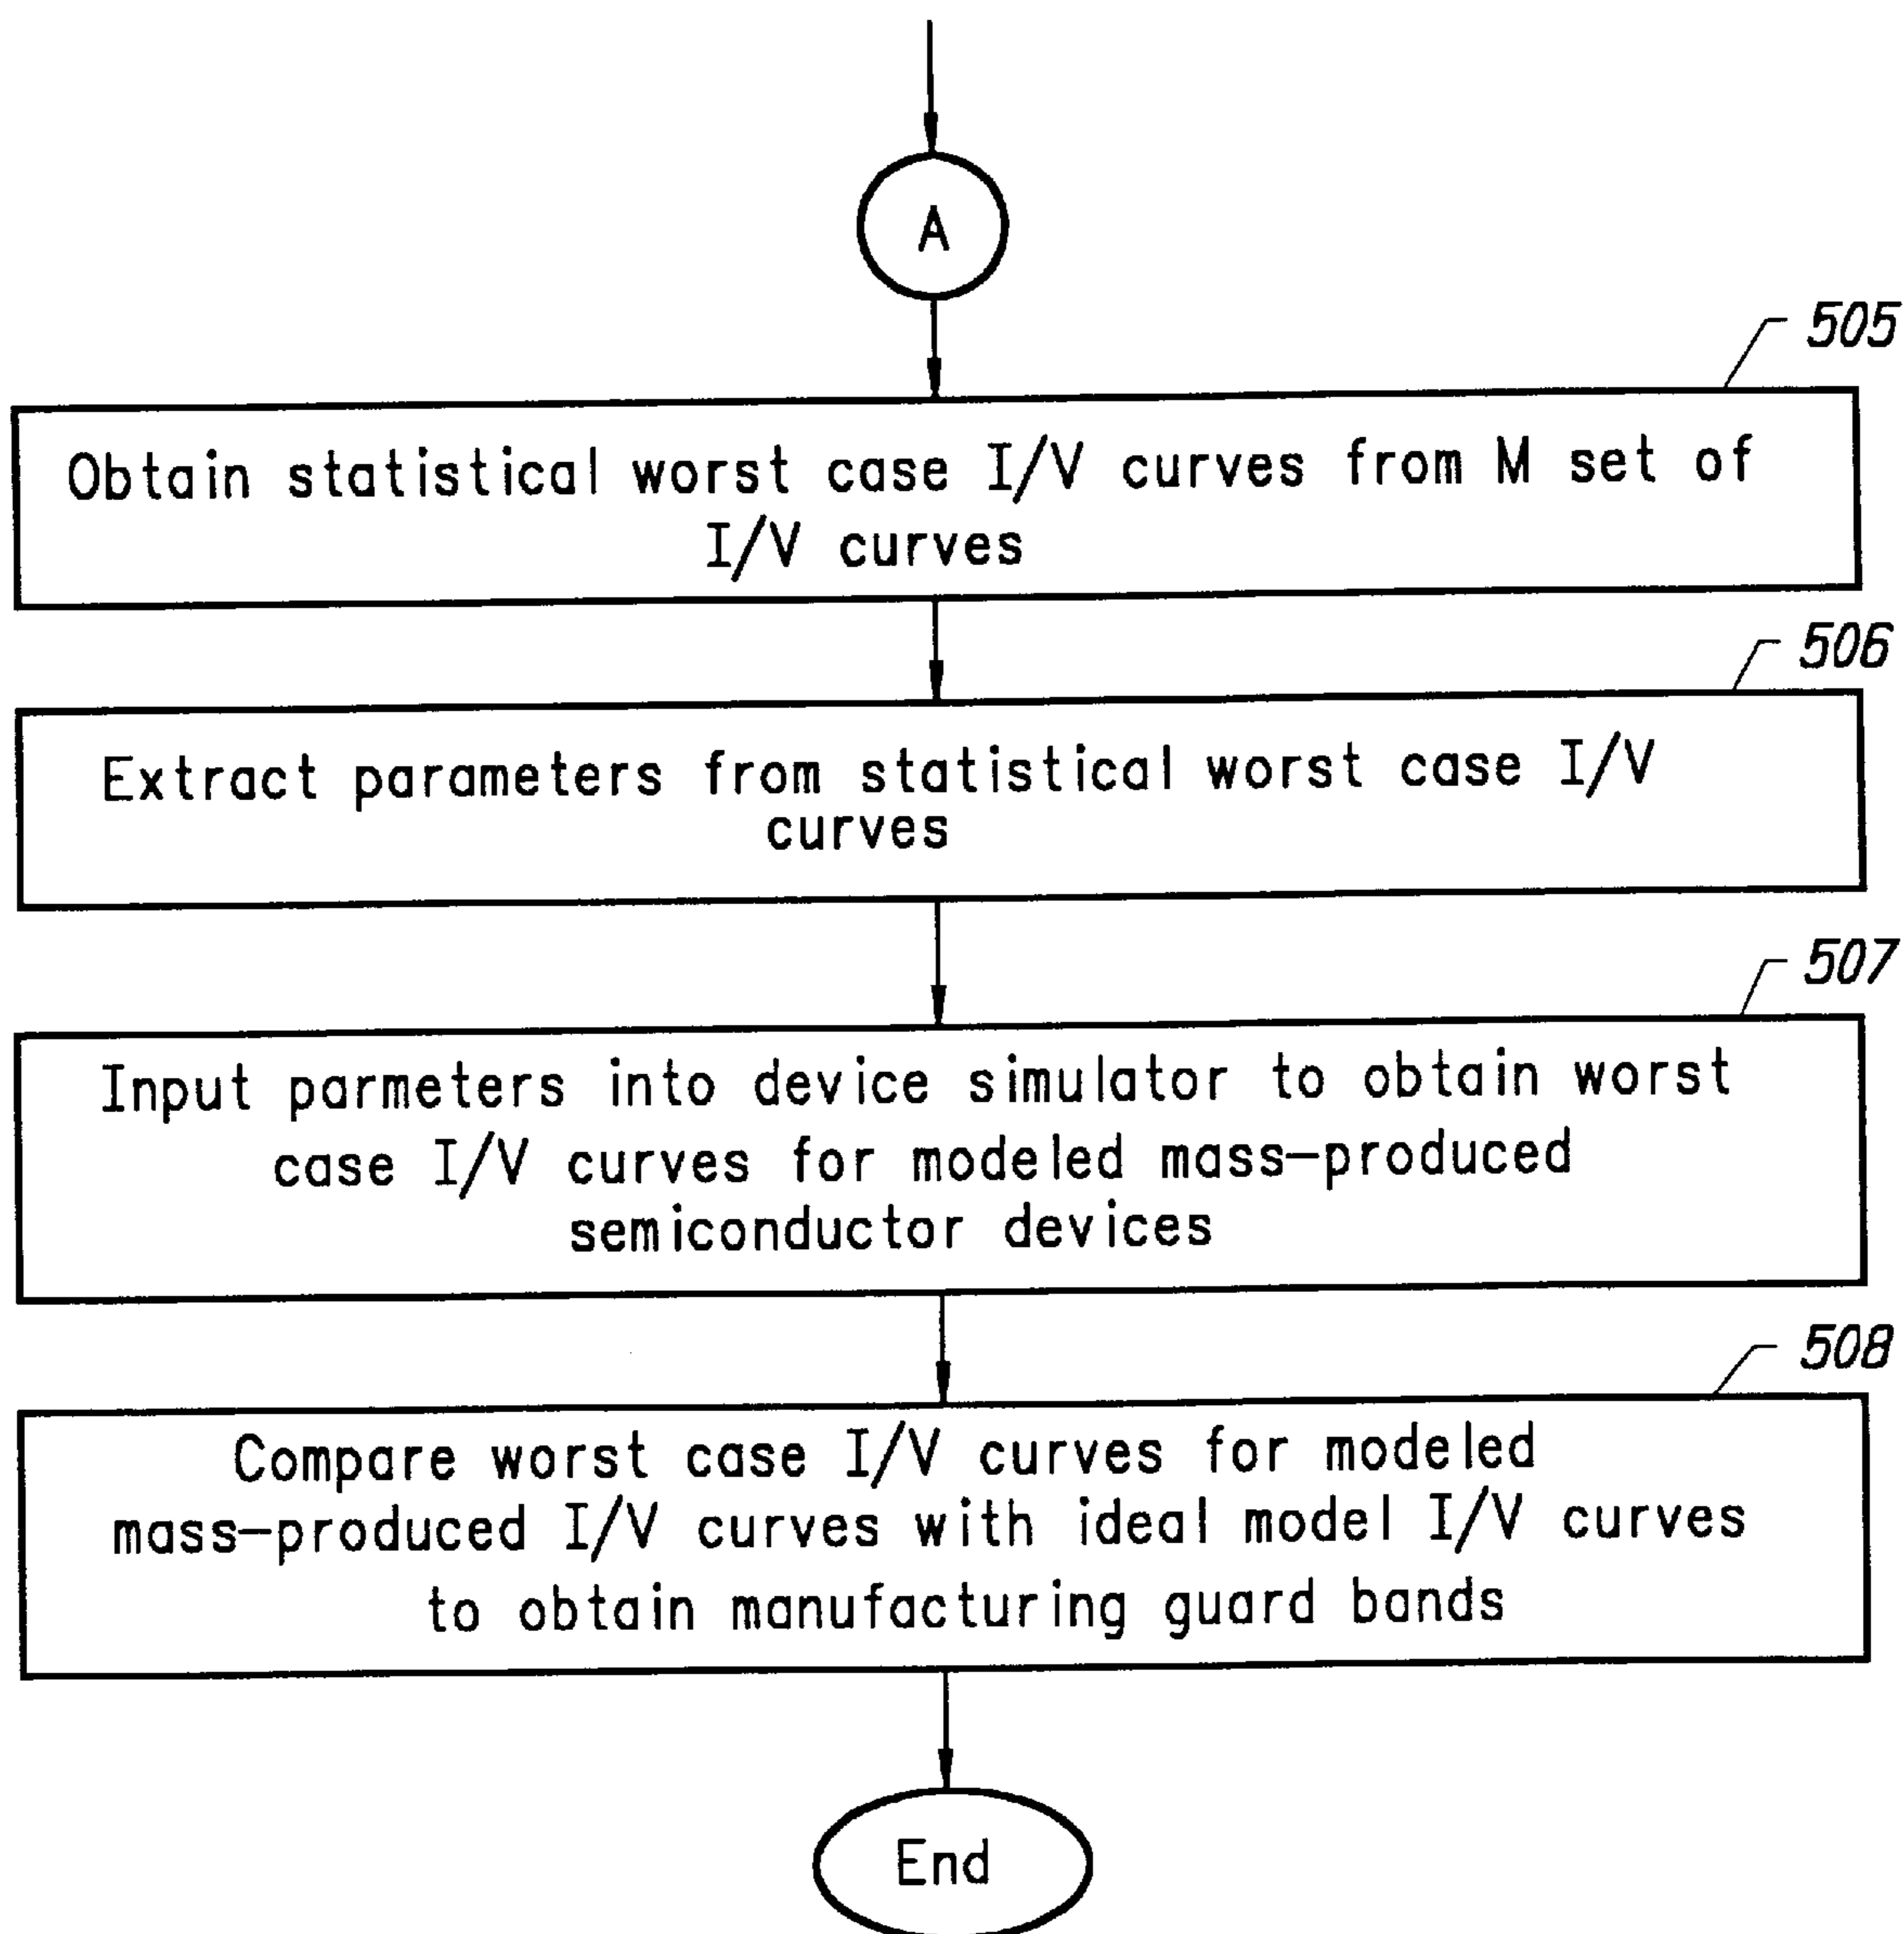 A
505
Obtain statistical worst case I/V curves from M set of
I/V curves
506
Extract parameters from statistical worst case I/V
curves
507
Input parmeters into device simulator to obtain worst
case I/V curves for modeled mass-produced
semiconductor devices
508
Compare worst case I/V curves for modeled
mass-produced I/V curves with ideal model I/V curves
to obtain manufacturing guard bands
End